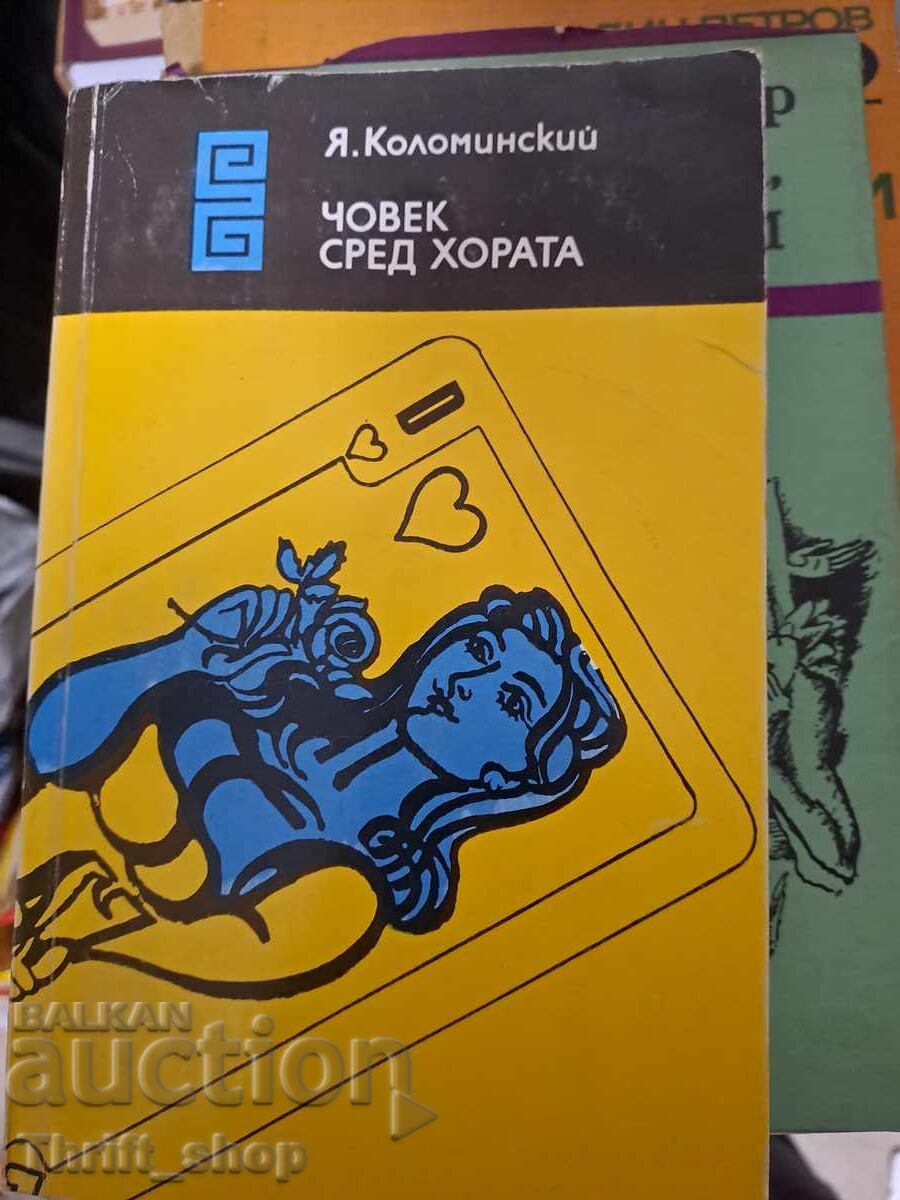 Я. Коломинский
ЧОВЕК
СРЕД ХОРАТА
BALKAN
auction
Thrift_shop